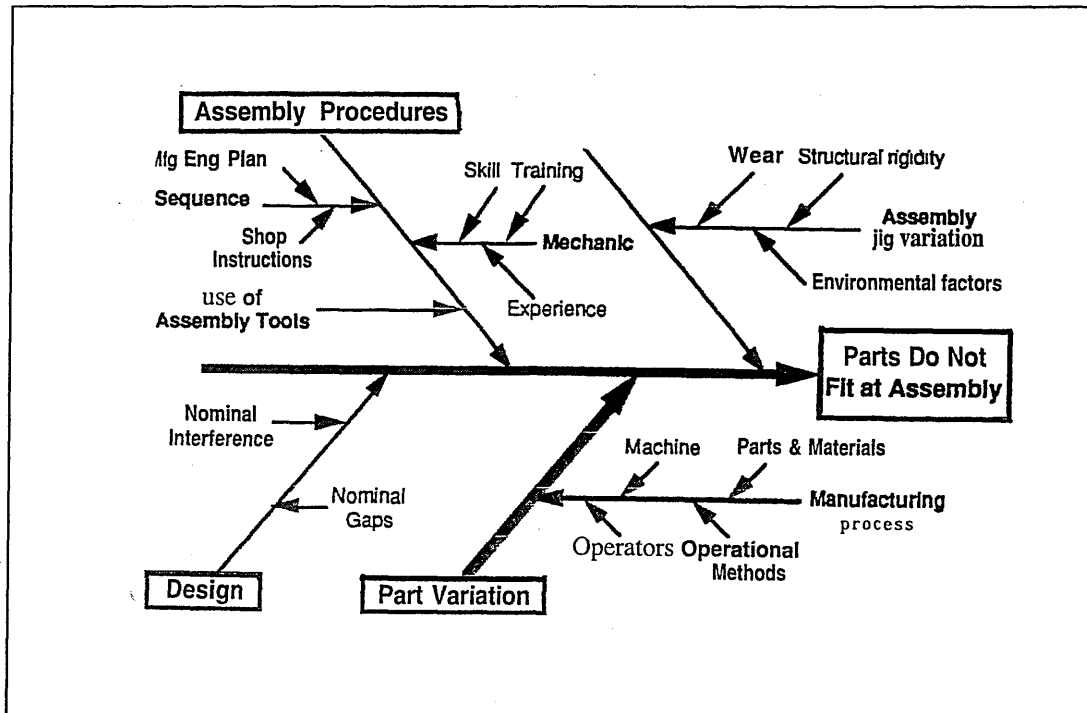 Assembly Procedures
Mfg Eng Plan
Sequence
Shop
Instructions
use of
Assembly Tools
Skill Training
Mechanic
Experience
Wear Structural rigidity
Assembly
jig variation
Environmental factors
Parts Do Not
Fit at Assembly
Nominal
Interference
Nominal
Gaps
Design
Machine
Parts & Materials
Manufacturing
process
Operators Operational
Methods
Part Variation